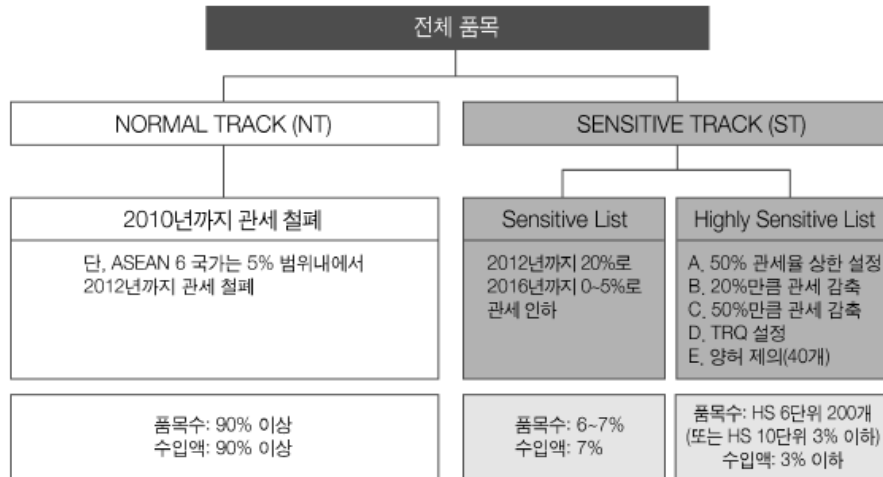 전체 품목
NORMAL TRACK (NT)
SENSITIVE TRACK (ST)
2010년까지 관세 철폐
단, ASEAN 6 국가는 5% 범위내에서
2012년까지 관세 철폐
Sensitive List
2012년까지 20%로
2016년까지 0~5%로
관세 인하
Highly Sensitive List
A. 50% 관세율 상한 설정
B. 20%만큼 관세 감축
C. 50%만큼 관세 감축
D. TRQ 설정
E. 양허 제의(40개)
품목수: 90% 이상
수입액: 90% 이상
품목수: 6~7%
수입액: 7%
품목수: HS 6단위 200개
(또는 HS 10단위 3% 이하)
수입액: 3% 이하